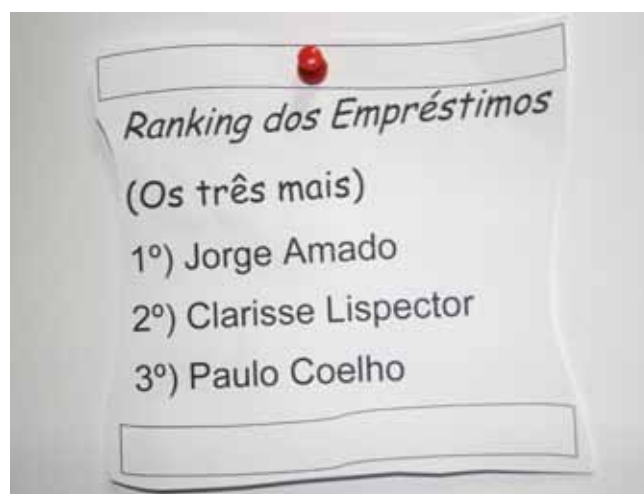 Ranking dos Empréstimos
(Os três mais)
1º) Jorge Amado
2º) Clarisse Lispector
3º) Paulo Coelho